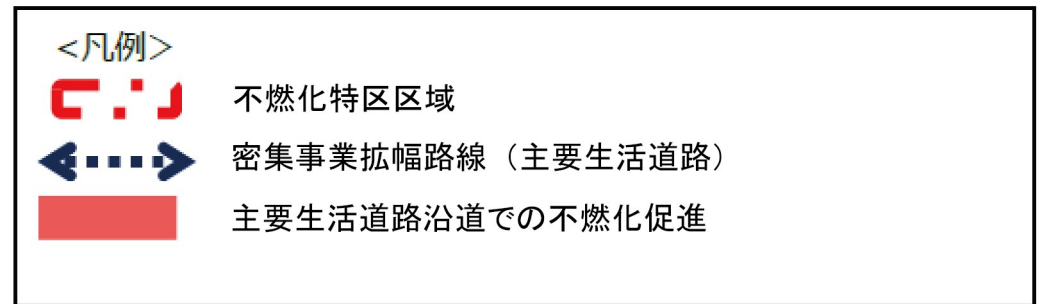 <凡例>
不燃化特区区域
密集事業拡幅路線（主要生活道路）
主要生活道路沿道での不燃化促進